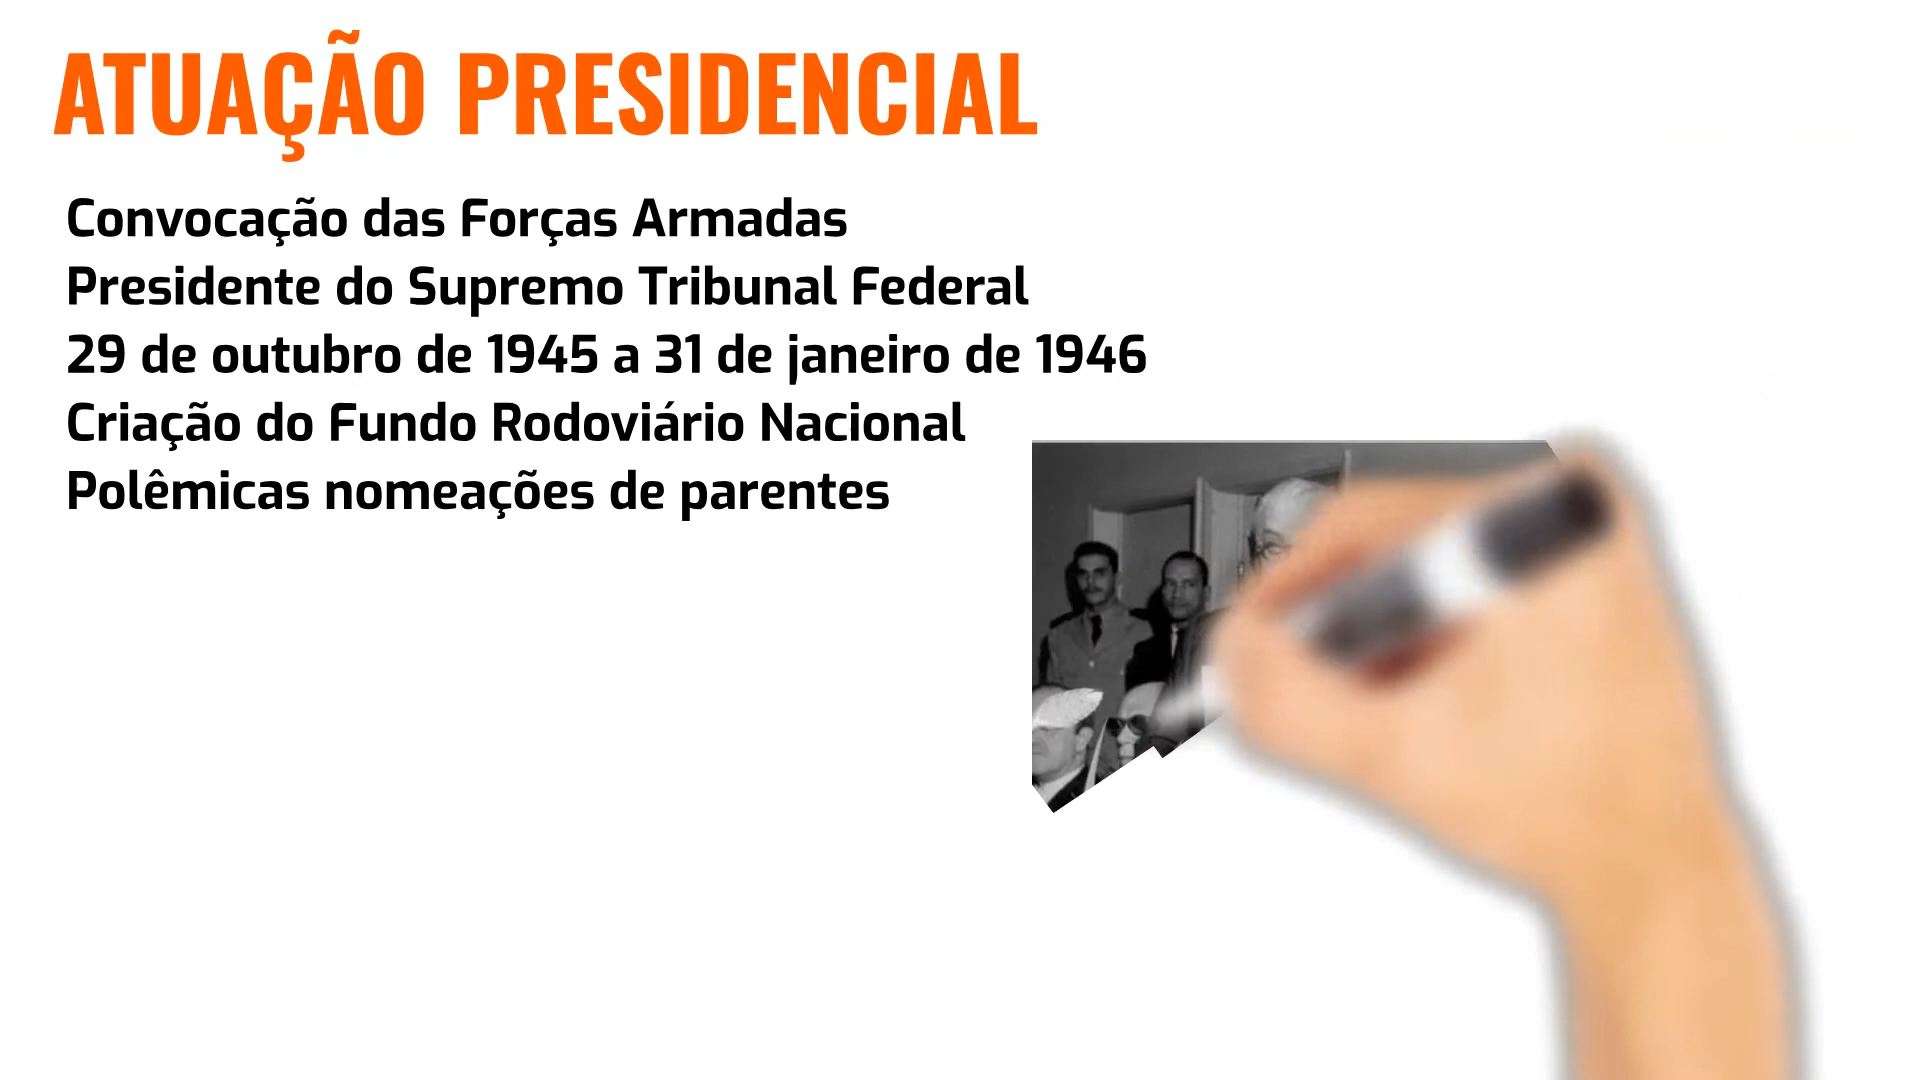 ATUAÇÃO PRESIDENCIAL
Convocação das Forças Armadas
Presidente do Supremo Tribunal Federal
29 de outubro de 1945 a 31 de janeiro de 1946
Criação do Fundo Rodoviário Nacional
Polêmicas nomeações de parentes